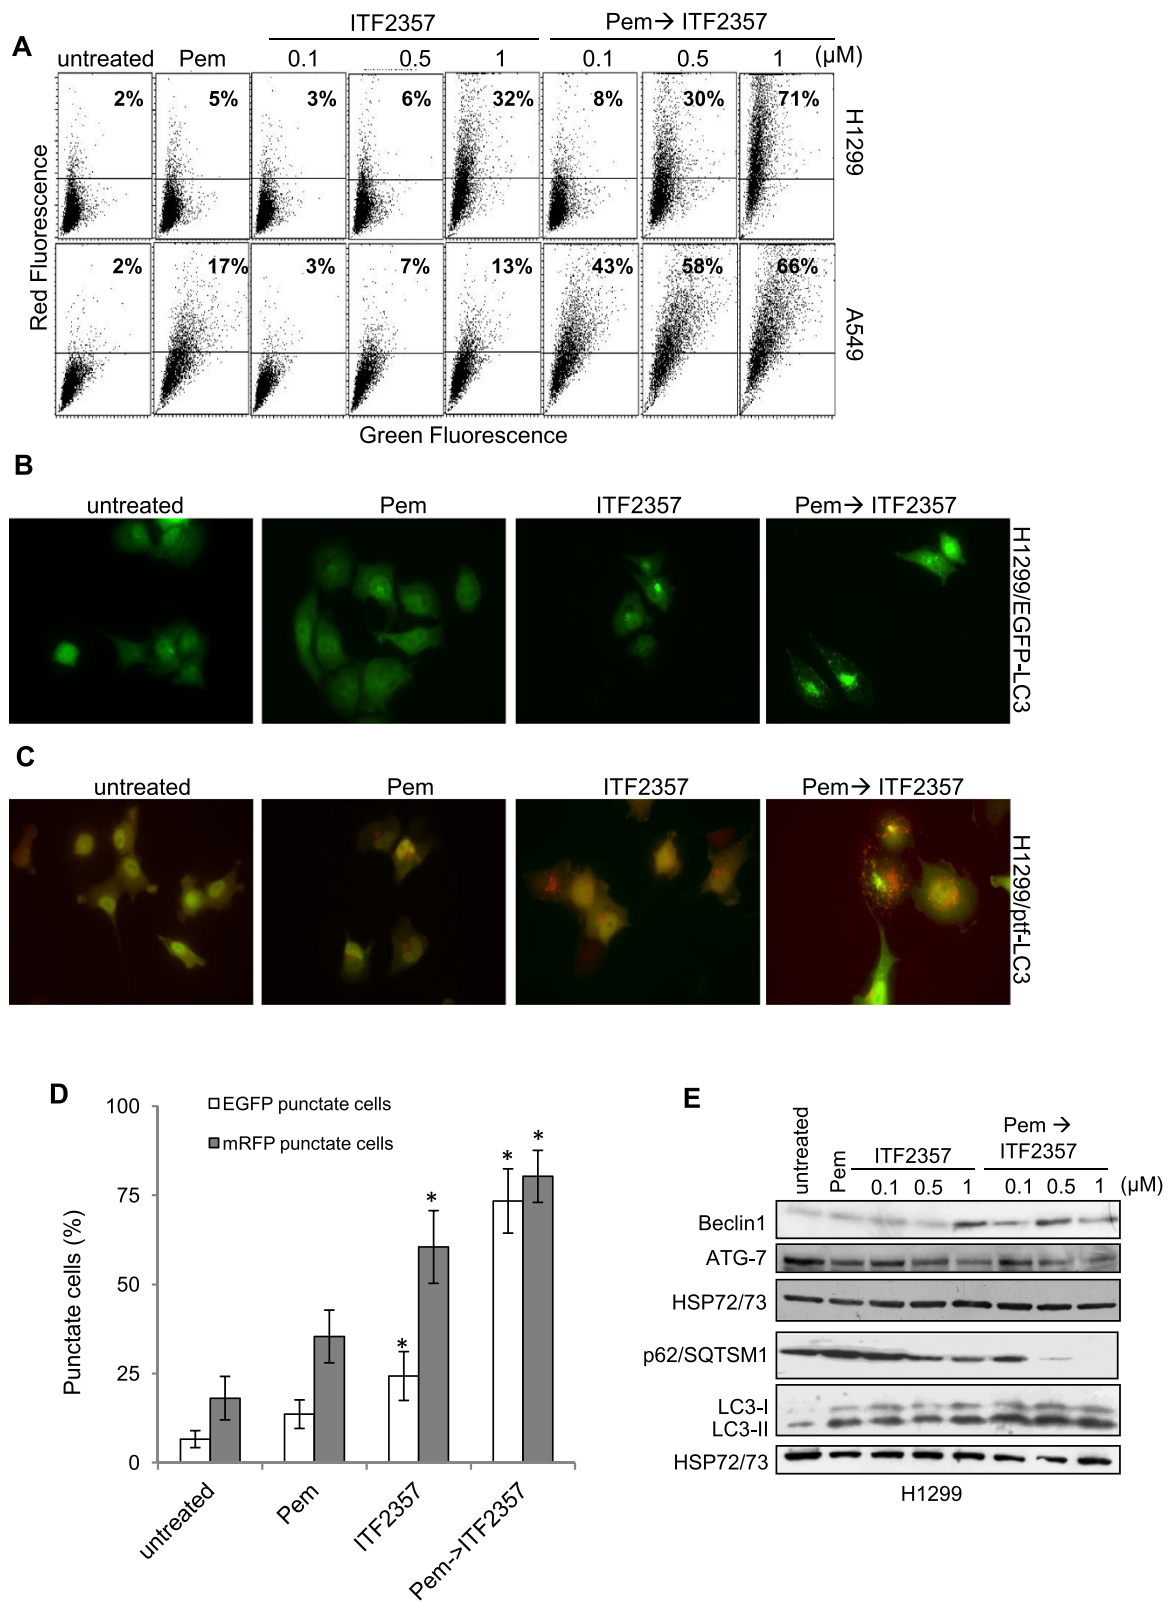 A
ITF2357
Pem→ ITF2357
untreated
Pem
0.1
0.5
1
0.1
0.5
1
(µM)
2%
5%
3%
6%
32%
8%
30%
71%
H1299
2%
17%
3%
7%
13%
43%
58%
66%
A549
Red Fluorescence
Green Fluorescence
B
untreated
Pem
ITF2357
Pem→ ITF2357
H1299/EGFP-LC3
C
untreated
Pem
ITF2357
Pem→ ITF2357
H1299/ptf-LC3
D
EGFP punctate cells
mRFP punctate cells
Punctate cells (%)
100
75
50
25
0
*
*
*
*
untreated
Pem
ITF2357
Pem->ITF2357
E
untreated
Pem
ITF2357
Pem →
ITF2357
0.1
0.5
1
0.1
0.5
1
(µM)
Beclin1
ATG-7
HSP72/73
p62/SQTSM1
LC3-I
LC3-II
HSP72/73
H1299